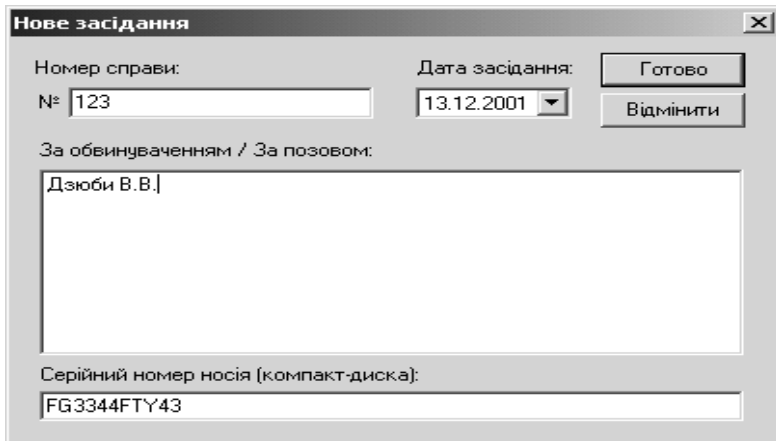 Нове засідання
Номер справи:
Дата засідання:
Готово
№ 123
13.12.2001
Відмінити
За обвинуваченням / За позовом:
Дзюби В.В.
Серійний номер носія (компакт-диска):
FG3344FTY43